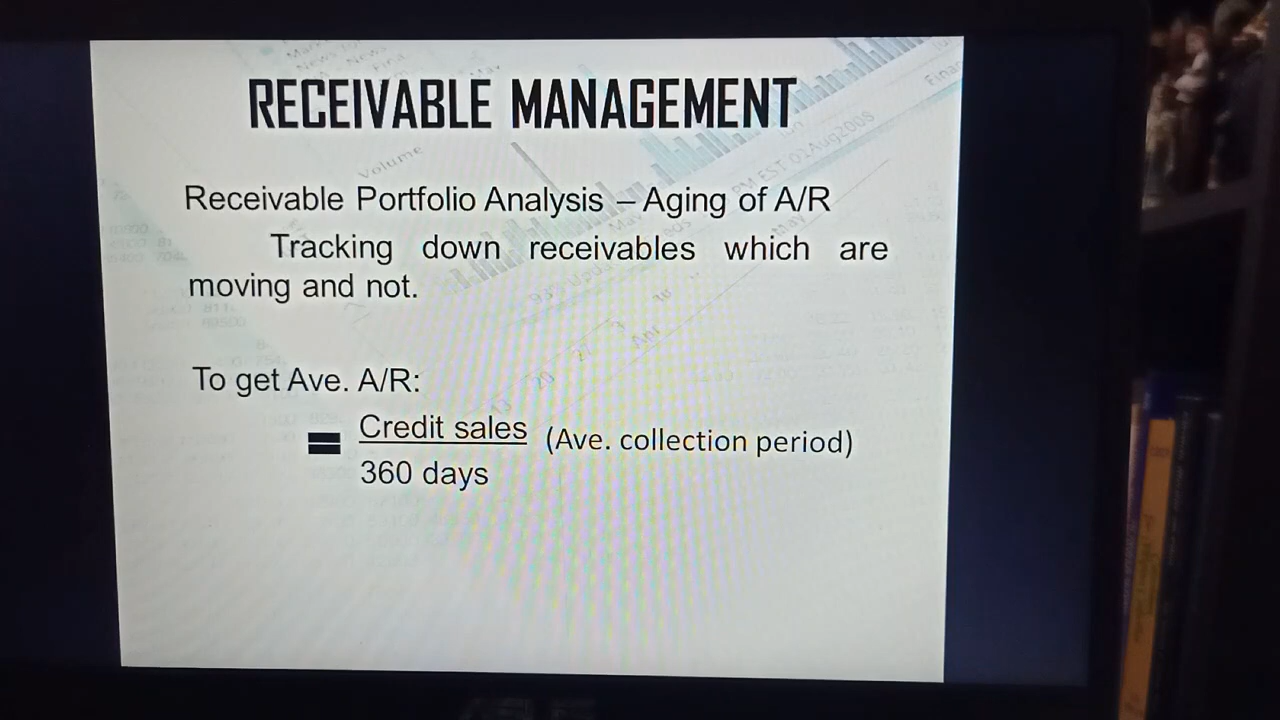 RECEIVABLE MANAGEMENT
Volume
Receivable Portfolio Analysis – Aging of A/R
Tracking down receivables which are
moving and not.
To get Ave. A/R:
= Credit sales (Ave. collection period)
360 days